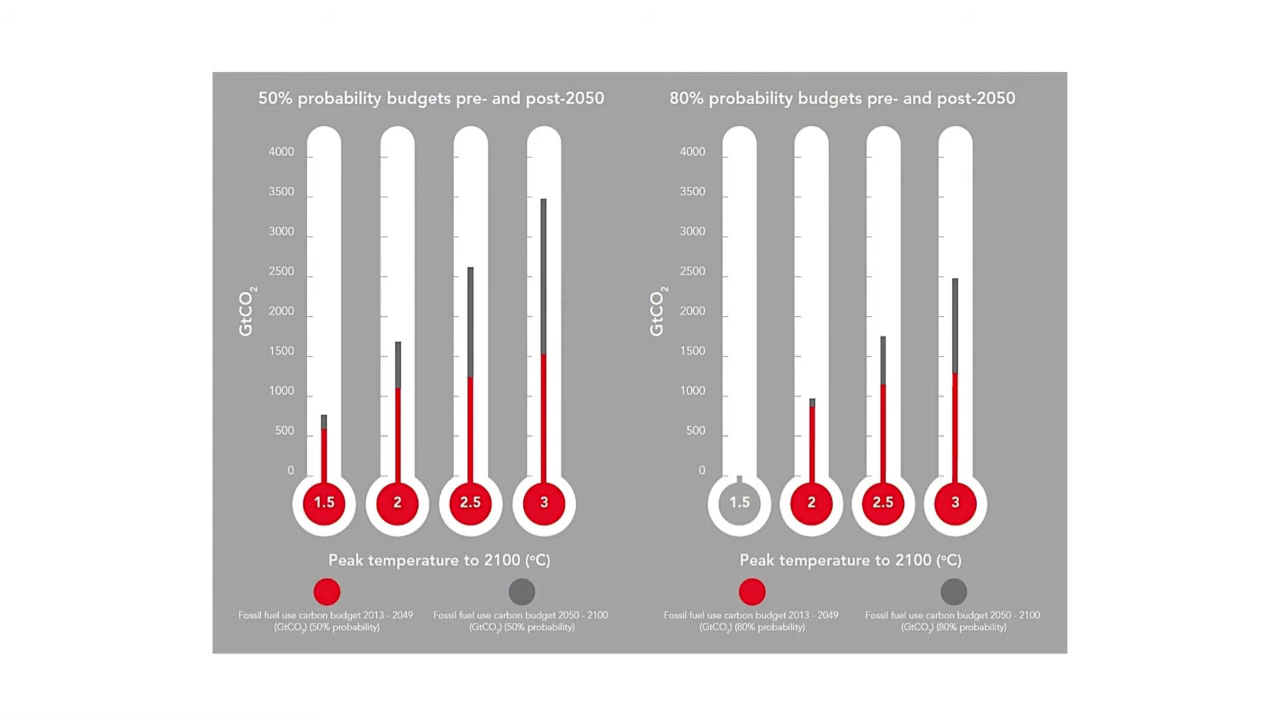 50% probability budgets pre- and post-2050
4000
3500
3000
2500
2000
1500
1000
500
0
GtCO2
1.5
2
2.5
3
Peak temperature to 2100 (ºC)
Fossil fuel use carbon budget 2013 - 2049
(GtCO2) (50% probability)
Fossil fuel use carbon budget 2050 - 2100
(GtCO2) (50% probability)
80% probability budgets pre- and post-2050
4000
3500
3000
2500
2000
1500
1000
500
0
GtCO2
1.5
2
2.5
3
Peak temperature to 2100 (ºC)
Fossil fuel use carbon budget 2013 - 2049
(GtCO2) (80% probability)
Fossil fuel use carbon budget 2050 - 2100
(GtCO2) (80% probability)